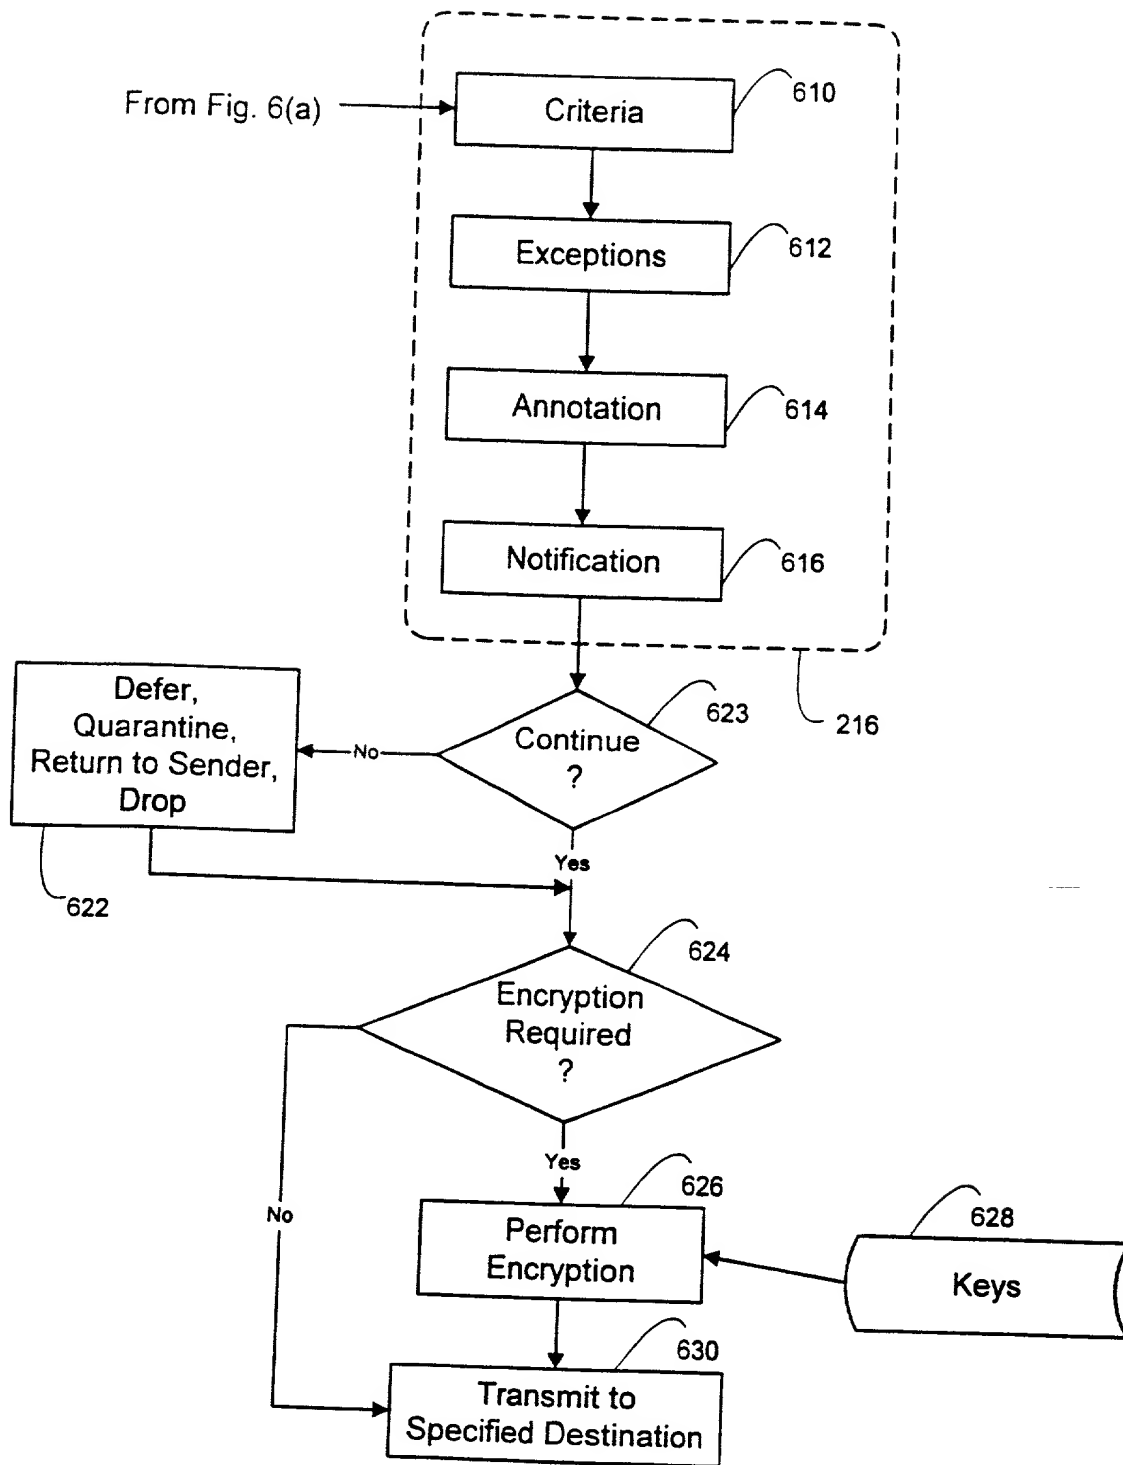 From Fig. 6(a)
Criteria
610
Exceptions
612
Annotation
614
Notification
616
216
Continue
?
623
No
Defer,
Quarantine,
Return to Sender,
Drop
622
Yes
Encryption
Required
?
624
Yes
No
Perform
Encryption
626
Keys
628
Transmit to
Specified Destination
630